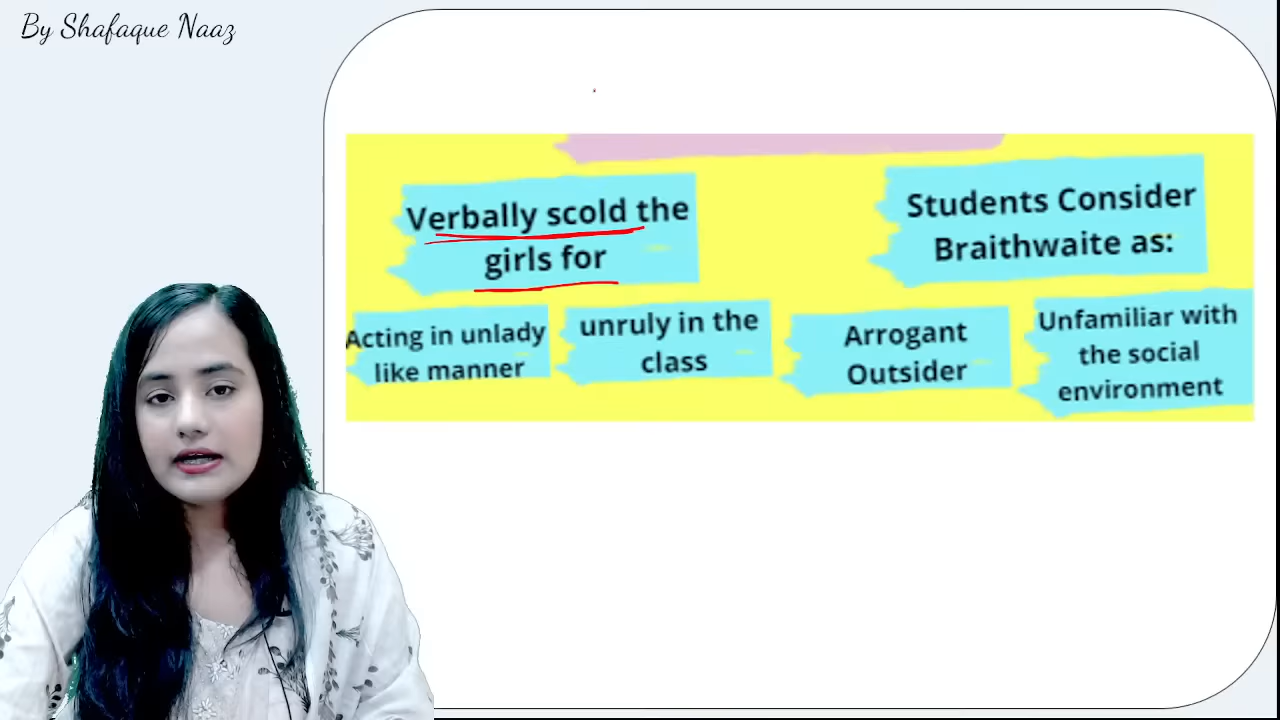 By Shafaque Naaz
Verbally scold the
girls for
Students Consider
Braithwaite as:
Acting in unlady
like manner
unruly in the
class
Arrogant
Outsider
Unfamiliar with
the social
environment